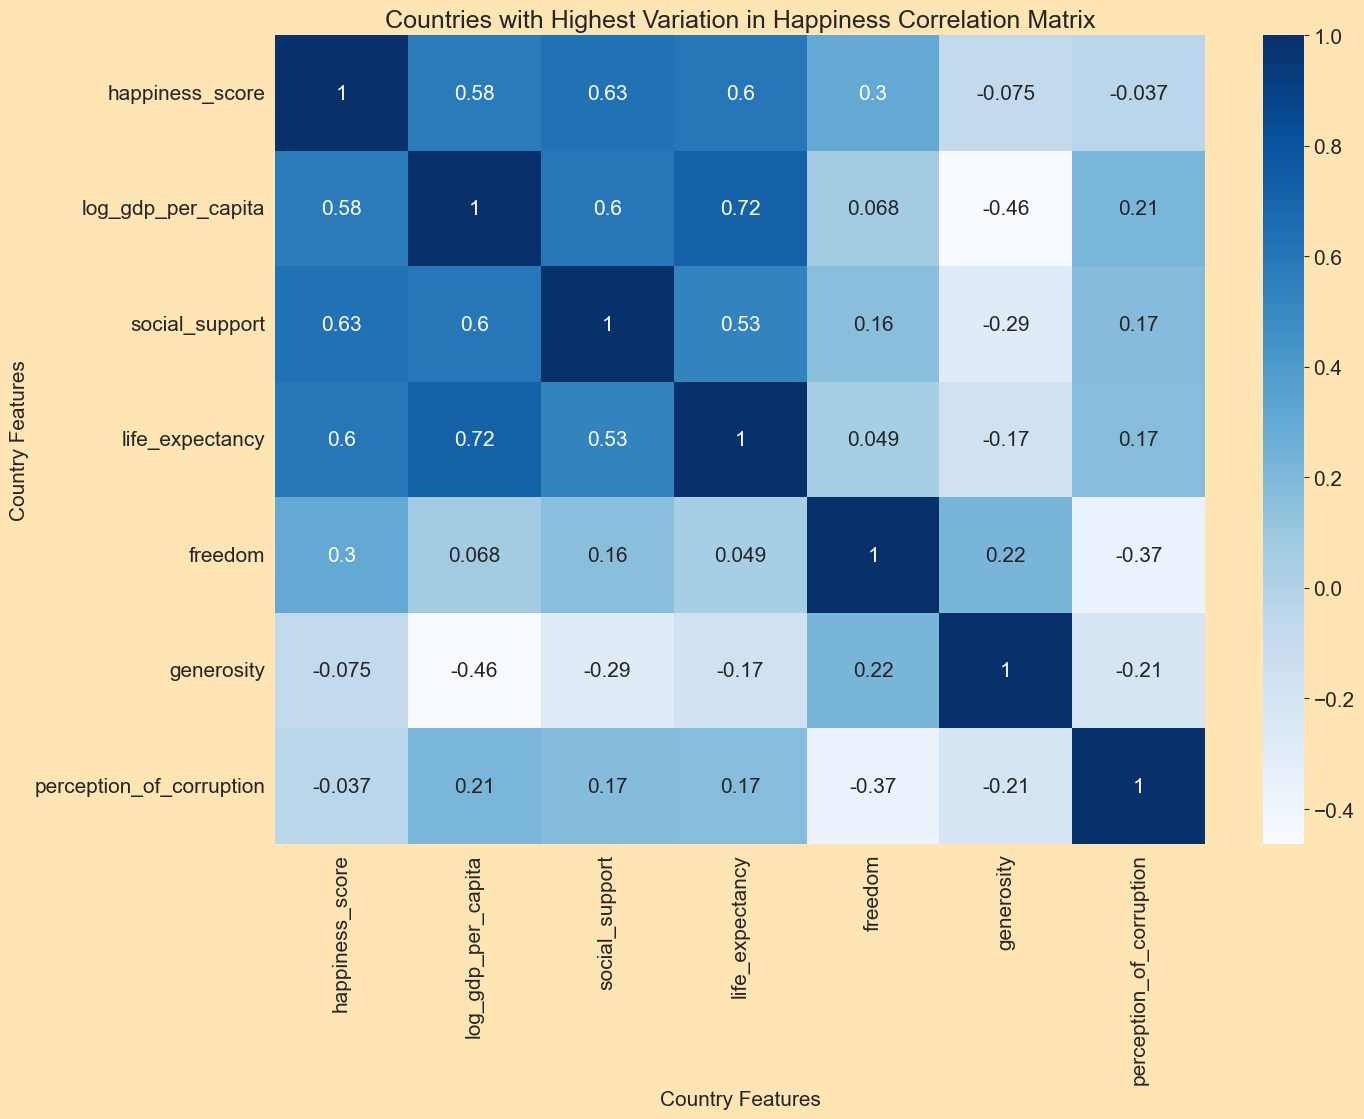 Countries with Highest Variation in Happiness Correlation Matrix
Country Features
happiness_score 1 0.58 0.63 0.6 0.3 -0.075 -0.037
log_gdp_per_capita 0.58 1 0.6 0.72 0.068 -0.46 0.21
social_support 0.63 0.6 1 0.53 0.16 -0.29 0.17
life_expectancy 0.6 0.72 0.53 1 0.049 -0.17 0.17
freedom 0.3 0.068 0.16 0.049 1 0.22 -0.37
generosity -0.075 -0.46 -0.29 -0.17 0.22 1 -0.21
perception_of_corruption -0.037 0.21 0.17 0.17 -0.37 -0.21 1
happiness_score
log_gdp_per_capita
social_support
life_expectancy
freedom
generosity
perception_of_corruption
Country Features
1.0
0.8
0.6
0.4
0.2
0.0
−0.2
−0.4